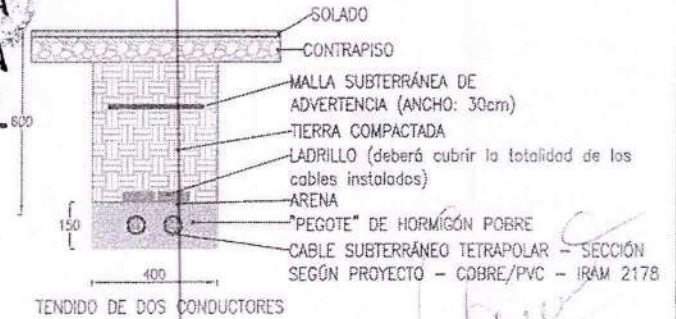 SOLADO
CONTRAPISO
MALLA SUBTERRÁNEA DE
ADVERTENCIA (ANCHO: 30cm)
TIERRA COMPACTADA
LADRILLO (deberá cubrir la totalidad de los
cables instalados)
ARENA
"PEGOTE" DE HORMIGÓN POBRE
CABLE SUBTERRÁNEO TETRAPOLAR – SECCIÓN
SEGÚN PROYECTO – COBRE/PVC – IRAM 2178
600
150
400
TENDIDO DE DOS CONDUCTORES